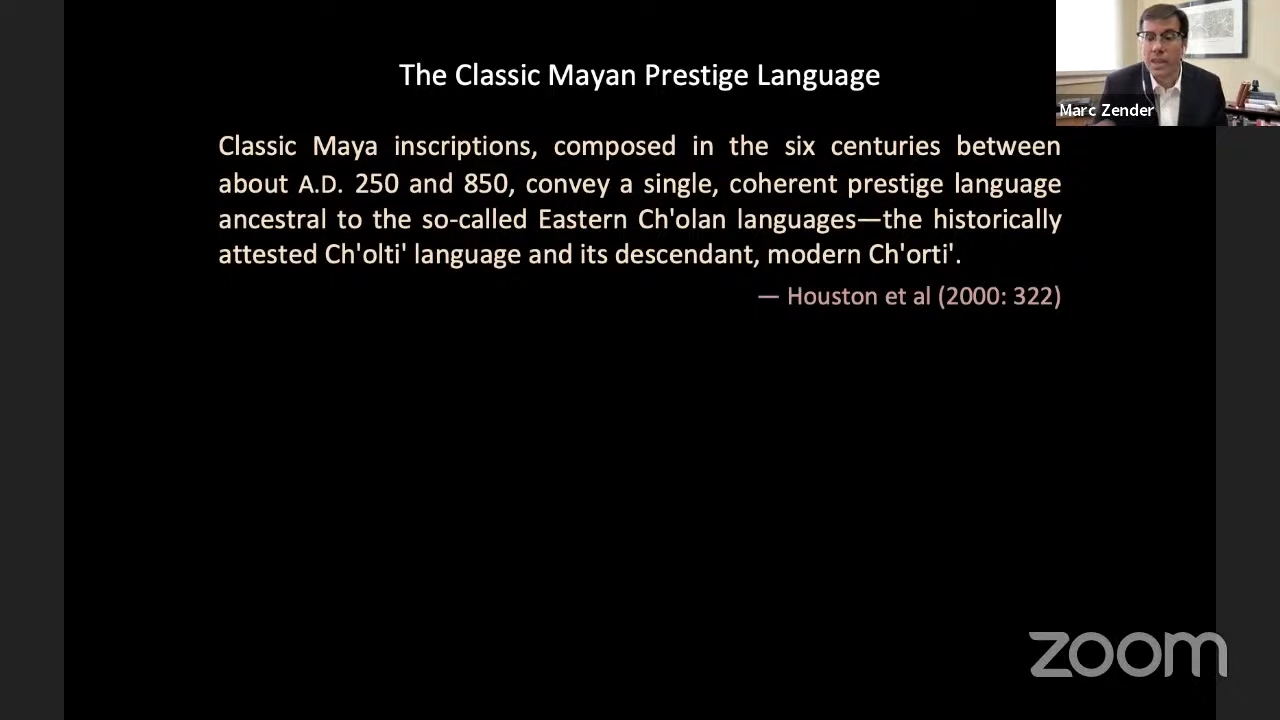 The Classic Mayan Prestige Language
Marc Zender
Classic Maya inscriptions, composed in the six centuries between
about A.D. 250 and 850, convey a single, coherent prestige language
ancestral to the so-called Eastern Ch'olan languages—the historically
attested Ch'olti' language and its descendant, modern Ch'orti'.
— Houston et al (2000: 322)
zoom